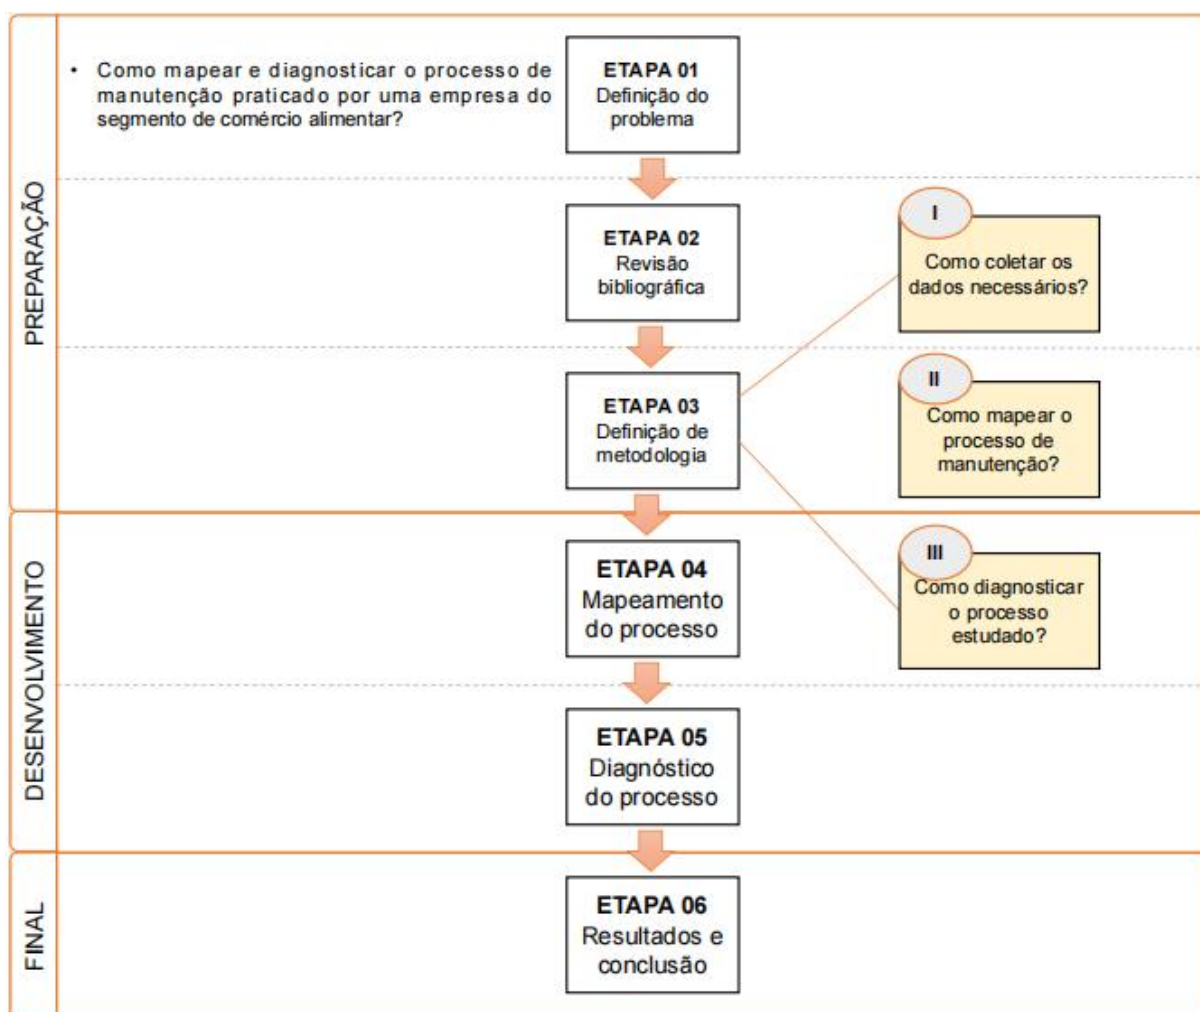 PREPARAÇÃO
• Como mapear e diagnosticar o processo de
manutenção praticado por uma empresa do
segmento de comércio alimentar?
ETAPA 01
Definição do
problema
ETAPA 02
Revisão
bibliográfica
I
Como coletar os
dados necessários?
ETAPA 03
Definição de
metodologia
II
Como mapear o
processo de
manutenção?
DESENVOLVIMENTO
ETAPA 04
Mapeamento
do processo
III
Como diagnosticar
o processo
estudado?
ETAPA 05
Diagnóstico
do processo
FINAL
ETAPA 06
Resultados e
conclusão